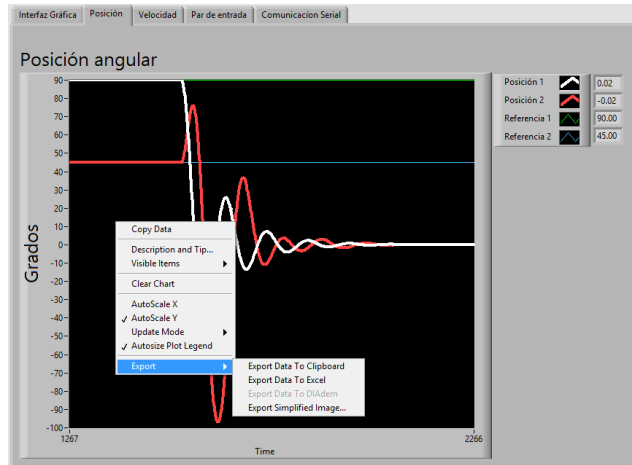 Interfaz Gráfica Posición Velocidad Par de entrada Comunicación Serial
Posición angular
Grados
90
80
70
60
50
40
30
20
10
0
-10
-20
-30
-40
-50
-60
-70
-80
-90
-100
1267 2266
Time
Posición 1 0.02
Posición 2 -0.02
Referencia 1 90.00
Referencia 2 45.00
Copy Data
Description and Tip...
Visible Items
Clear Chart
AutoScale X
AutoScale Y
Update Mode
Autosize Plot Legend
Export
Export Data To Clipboard
Export Data To Excel
Export Data To DIAdem
Export Simplified Image...